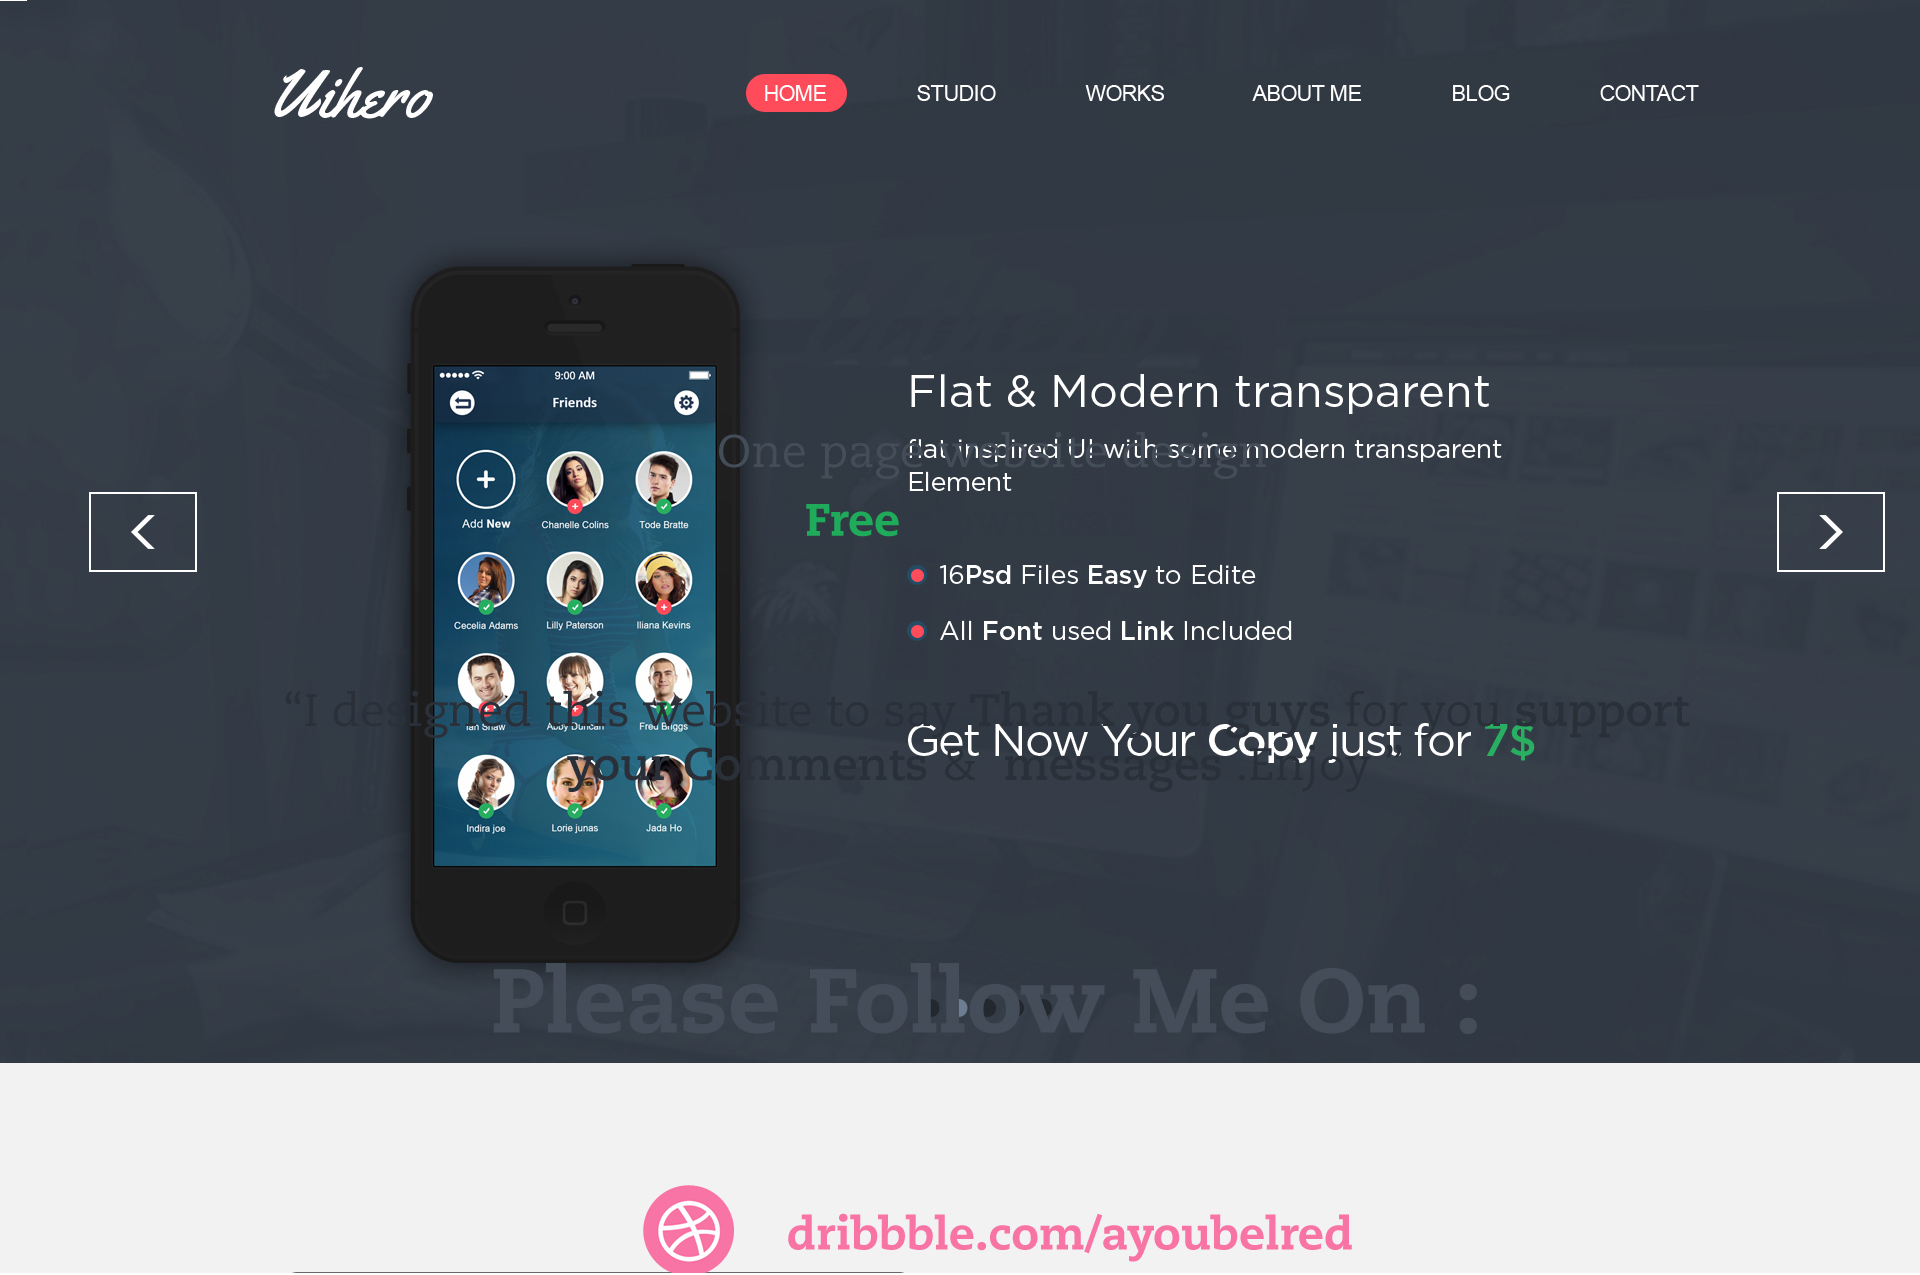 Uihero
HOME STUDIO WORKS ABOUT ME BLOG CONTACT
9:00 AM
Friends
Add New Chanelle Colins Tode Bratte
Cecelia Adams Lilly Paterson Iliana Kevins
Ian Shaw Abby Duncan Fred Briggs
Indira joe Lorie junas Jada Ho
Flat & Modern transparent
One page website design
flat inspired UI with some modern transparent
Element
Free
16Psd Files Easy to Edite
All Font used Link Included
“I designed this website to say Thank you guys for you support
your Comments & messages .Enjoy ”
Get Now Your Copy just for 7$
Please Follow Me On :
dribbble.com/ayoubelred